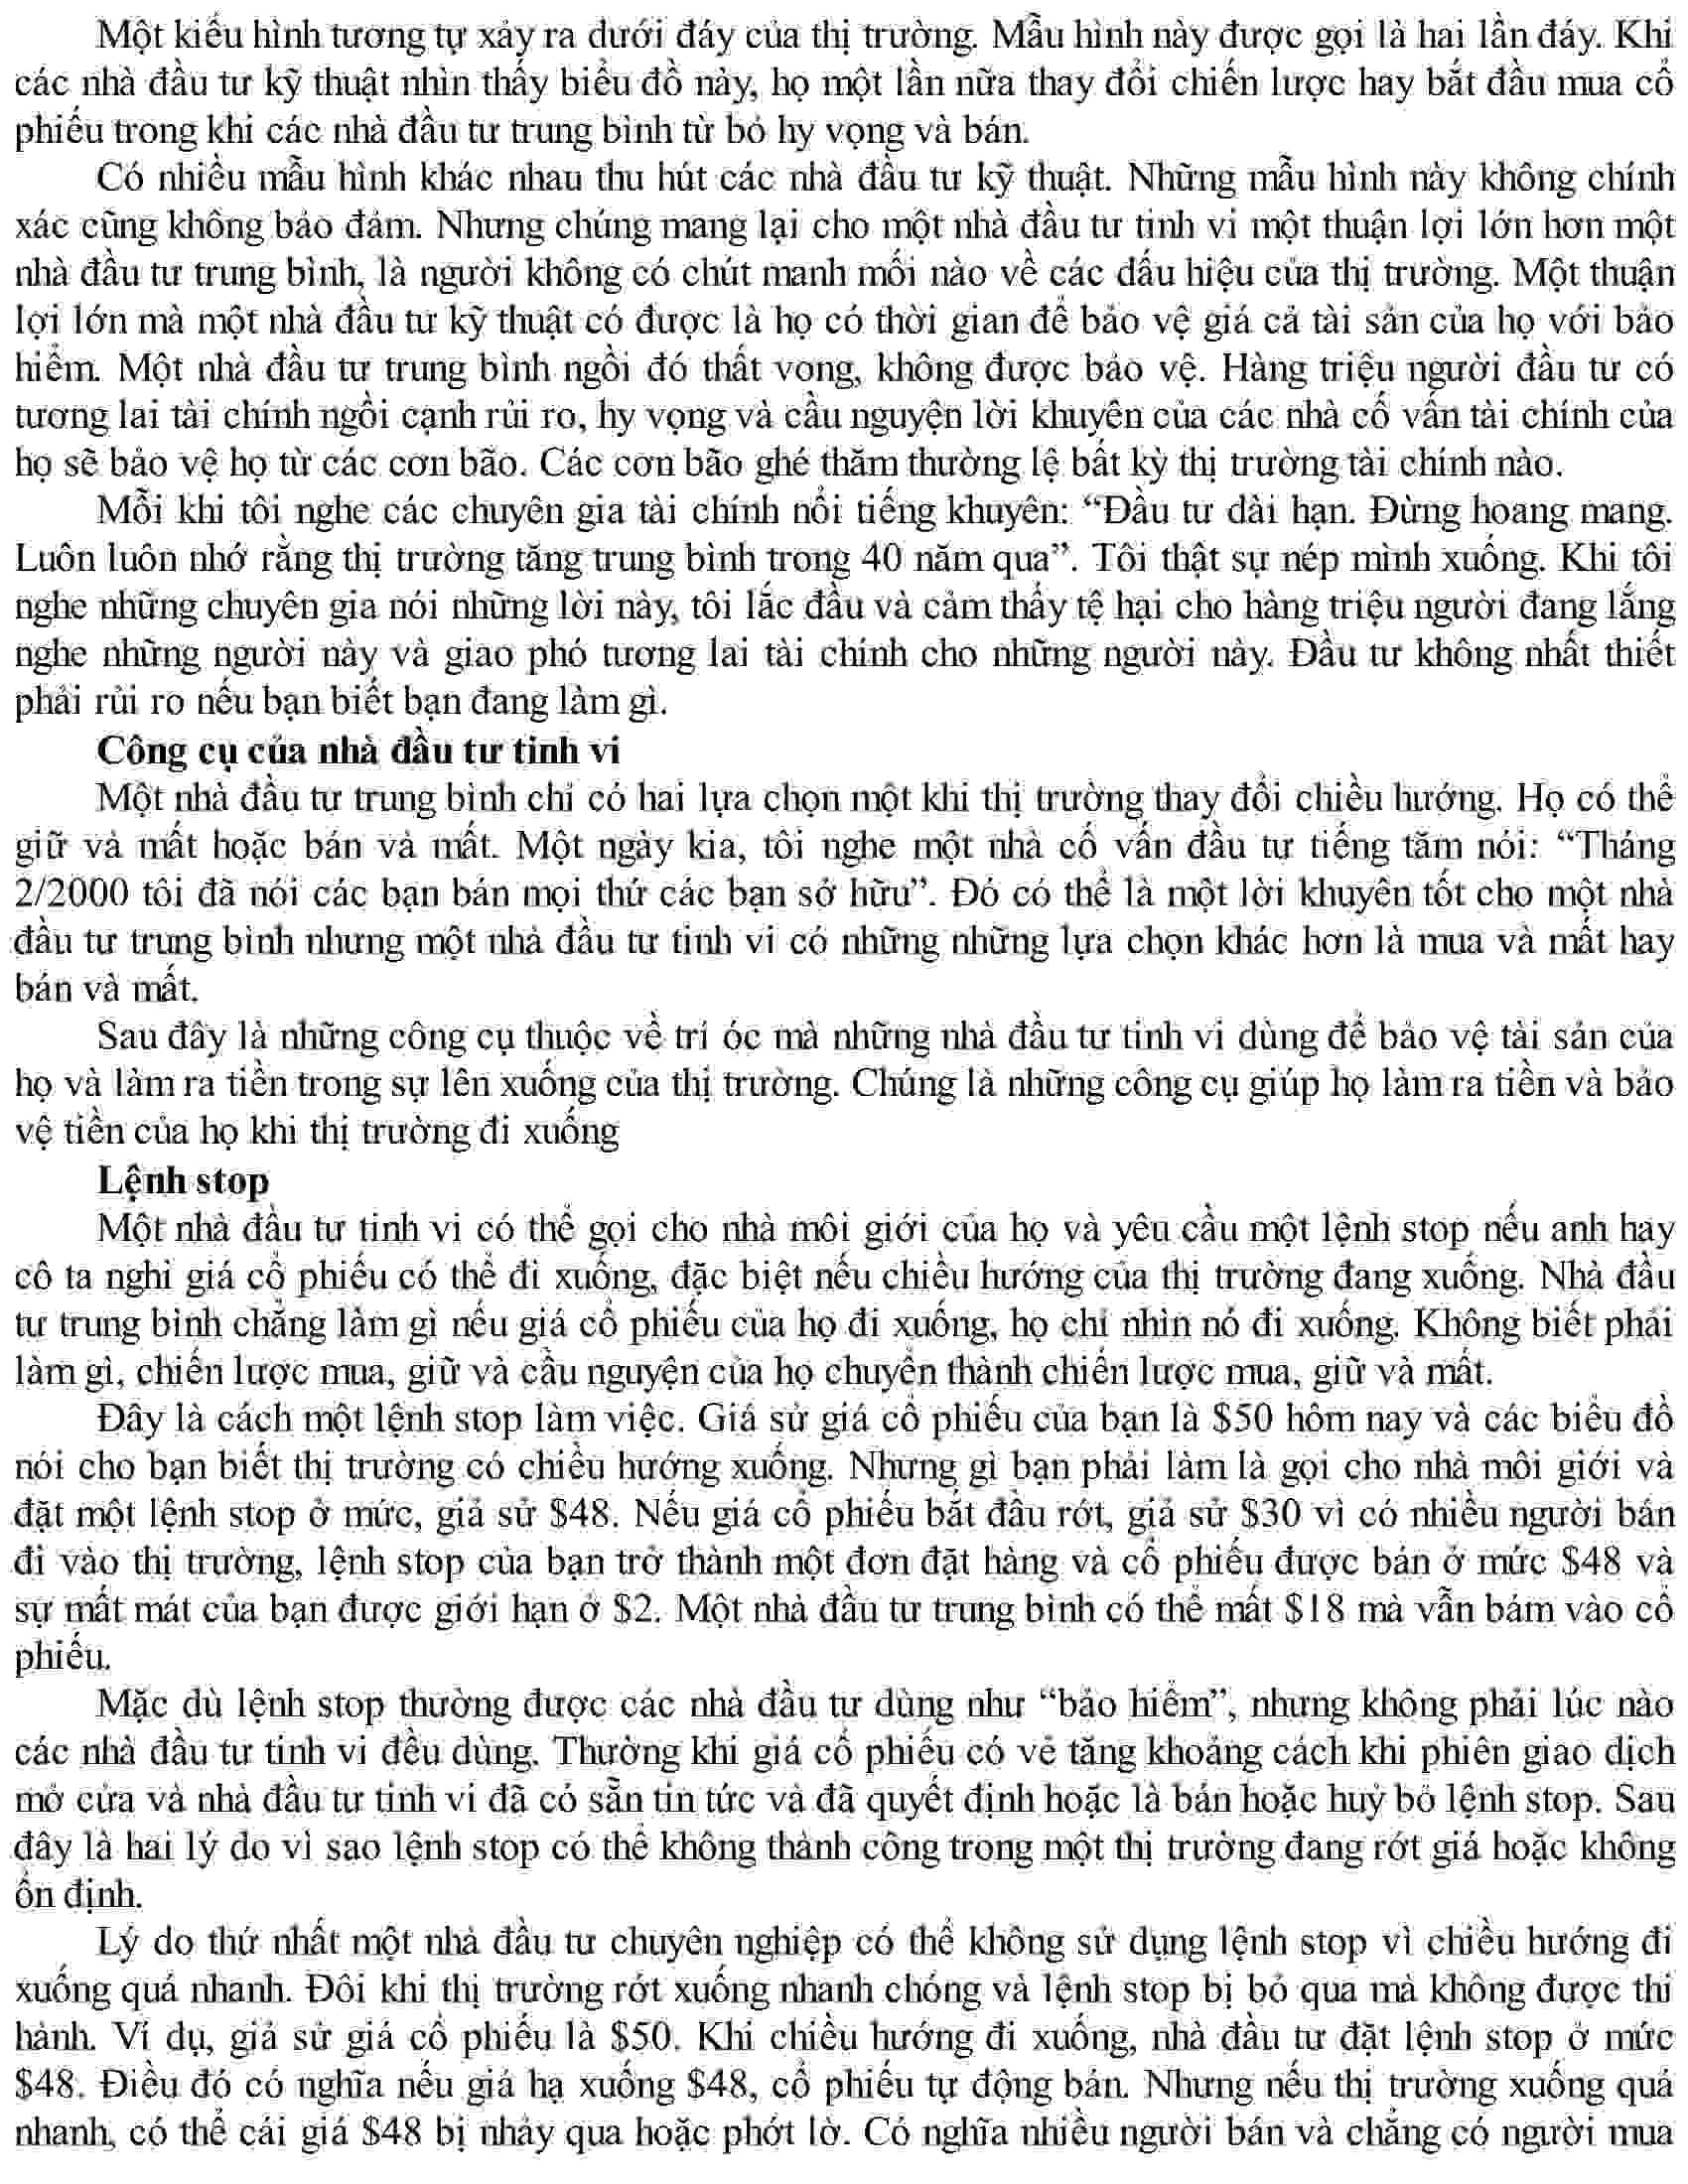 Một kiểu hình tương tự xảy ra dưới đáy của thị trường. Mẫu hình này được gọi là hai lần đáy. Khi
các nhà đầu tư kỹ thuật nhìn thấy biểu đồ này, họ một lần nữa thay đổi chiến lược hay bắt đầu mua cổ
phiếu trong khi các nhà đầu tư trung bình từ bỏ hy vọng và bán.
Có nhiều mẫu hình khác nhau thu hút các nhà đầu tư kỹ thuật. Những mẫu hình này không chính
xác cũng không bảo đảm. Nhưng chúng mang lại cho một nhà đầu tư tinh vi một thuận lợi lớn hơn một
nhà đầu tư trung bình, là người không có chút manh mối nào về các dấu hiệu của thị trường. Một thuận
lợi lớn mà một nhà đầu tư kỹ thuật có được là họ có thời gian để bảo vệ giá cả tài sản của họ với bảo
hiểm. Một nhà đầu tư trung bình ngồi đó thất vọng, không được bảo vệ. Hàng triệu người đầu tư có
tương lai tài chính ngồi cạnh rủi ro, hy vọng và cầu nguyện lời khuyên của các nhà cố vấn tài chính của
họ sẽ bảo vệ họ từ các cơn bão. Các cơn bão ghé thăm thường lệ bất kỳ thị trường tài chính nào.
Mỗi khi tôi nghe các chuyên gia tài chính nổi tiếng khuyên: “Đầu tư dài hạn. Đừng hoang mang.
Luôn luôn nhớ rằng thị trường tăng trung bình trong 40 năm qua”. Tôi thật sự nép mình xuống. Khi tôi
nghe những chuyên gia nói những lời này, tôi lắc đầu và cảm thấy tệ hại cho hàng triệu người đang lắng
nghe những người này và giao phó tương lai tài chính cho những người này. Đầu tư không nhất thiết
phải rủi ro nếu bạn biết bạn đang làm gì.
Công cụ của nhà đầu tư tinh vi
Một nhà đầu tư trung bình chỉ có hai lựa chọn một khi thị trường thay đổi chiều hướng. Họ có thể
giữ và mất hoặc bán và mất. Một ngày kia, tôi nghe một nhà cố vấn đầu tư tiếng tăm nói: “Tháng
2/2000 tôi đã nói các bạn bán mọi thứ các bạn sở hữu”. Đó có thể là một lời khuyên tốt cho một nhà
đầu tư trung bình nhưng một nhà đầu tư tinh vi có những những lựa chọn khác hơn là mua và mất hay
bán và mất.
Sau đây là những công cụ thuộc về trí óc mà những nhà đầu tư tinh vi dùng để bảo vệ tài sản của
họ và làm ra tiền trong sự lên xuống của thị trường. Chúng là những công cụ giúp họ làm ra tiền và bảo
vệ tiền của họ khi thị trường đi xuống
Lệnh stop
Một nhà đầu tư tinh vi có thể gọi cho nhà môi giới của họ và yêu cầu một lệnh stop nếu anh hay
cô ta nghĩ giá cổ phiếu có thể đi xuống, đặc biệt nếu chiều hướng của thị trường đang xuống. Nhà đầu
tư trung bình chẳng làm gì nếu giá cổ phiếu của họ đi xuống, họ chỉ nhìn nó đi xuống. Không biết phải
làm gì, chiến lược mua, giữ và cầu nguyện của họ chuyển thành chiến lược mua, giữ và mất.
Đây là cách một lệnh stop làm việc. Giả sử giá cổ phiếu của bạn là $50 hôm nay và các biểu đồ
nói cho bạn biết thị trường có chiều hướng xuống. Nhưng gì bạn phải làm là gọi cho nhà môi giới và
đặt một lệnh stop ở mức, giả sử $48. Nếu giá cổ phiếu bắt đầu rớt, giả sử $30 vì có nhiều người bán
đi vào thị trường, lệnh stop của bạn trở thành một đơn đặt hàng và cổ phiếu được bán ở mức $48 và
sự mất mát của bạn được giới hạn ở $2. Một nhà đầu tư trung bình có thể mất $18 mà vẫn bám vào cổ
phiếu.
Mặc dù lệnh stop thường được các nhà đầu tư dùng như “bảo hiểm”, nhưng không phải lúc nào
các nhà đầu tư tinh vi đều dùng. Thường khi giá cổ phiếu có vẻ tăng khoảng cách khi phiên giao dịch
mở cửa và nhà đầu tư tinh vi đã có sẵn tin tức và đã quyết định hoặc là bán hoặc huỷ bỏ lệnh stop. Sau
đây là hai lý do vì sao lệnh stop có thể không thành công trong một thị trường đang rớt giá hoặc không
ổn định.
Lý do thứ nhất một nhà đầu tư chuyên nghiệp có thể không sử dụng lệnh stop vì chiều hướng đi
xuống quá nhanh. Đôi khi thị trường rớt xuống nhanh chóng và lệnh stop bị bỏ qua mà không được thi
hành. Ví dụ, giả sử giá cổ phiếu là $50. Khi chiều hướng đi xuống, nhà đầu tư đặt lệnh stop ở mức
$48. Điều đó có nghĩa nếu giá hạ xuống $48, cổ phiếu tự động bán. Nhưng nếu thị trường xuống quá
nhanh, có thể cái giá $48 bị nhảy qua hoặc phớt lờ. Có nghĩa nhiều người bán và chẳng có người mua